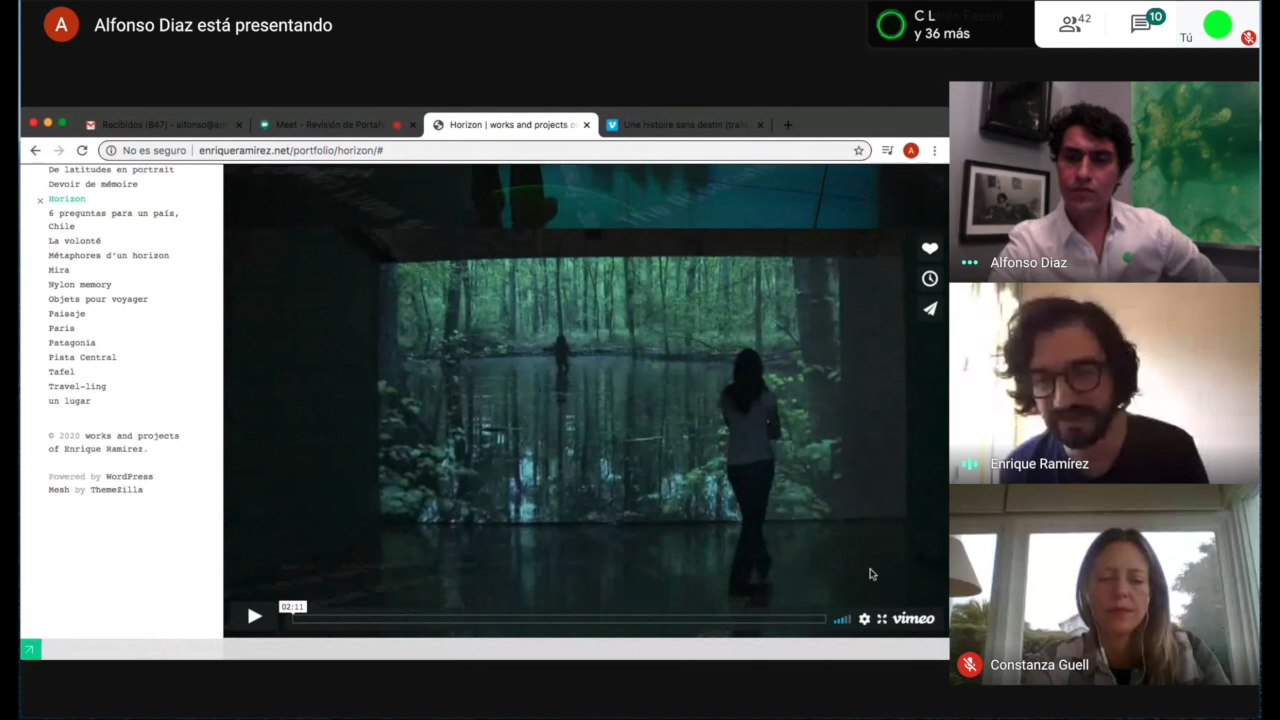 A
Alfonso Diaz está presentando
C L
y 36 más
42
10
Tú
Recibidos (847) - alfonso@
Meet - Revisión de Portaf
Horizon | works and projects o
Une histoire sans destin (traile
No es seguro | enriqueramirez.net/portfolio/horizon/#
A
De latitudes en portrait
Devoir de mémoire
Horizon
6 preguntas para un país,
Chile
La volonté
Métaphores d'un horizon
Mira
Nylon memory
Objets pour voyager
Paisaje
Paris
Patagonia
Pista Central
Tafel
Travel-ling
un lugar
© 2020 works and projects
of Enrique Ramirez.
Powered by WordPress
Mesh by ThemeZilla
02:11
vimeo
Alfonso Diaz
Enrique Ramírez
Constanza Guell